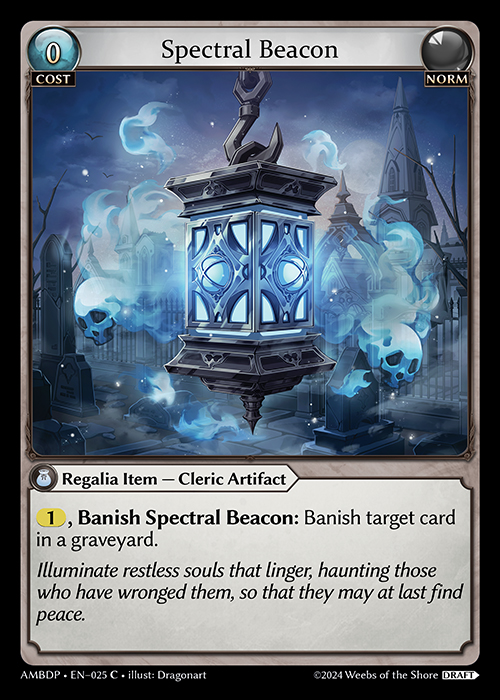 0
Spectral Beacon
COST
NORM
Regalia Item — Cleric Artifact
1, Banish Spectral Beacon: Banish target card
in a graveyard.
Illuminate restless souls that linger, haunting those
who have wronged them, so that they may at last find
peace.
AMBDP • EN–025 C • illust: Dragonart
©2024 Weebs of the Shore DRAFT